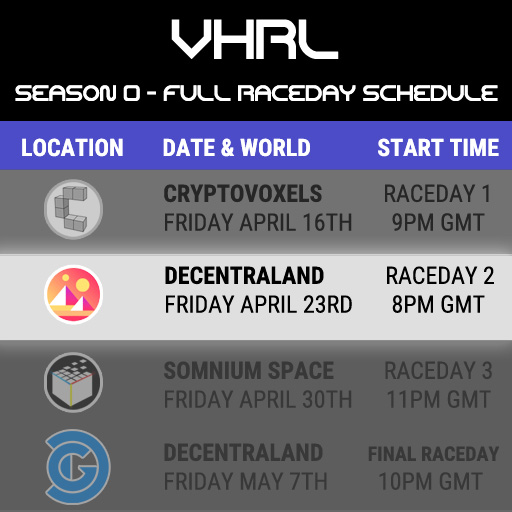 VHRL
SEASON 0 - FULL RACEDAY SCHEDULE
LOCATION DATE & WORLD START TIME
CRYPTOVOXELS RACEDAY 1
FRIDAY APRIL 16TH 9PM GMT
DECENTRALAND RACEDAY 2
FRIDAY APRIL 23RD 8PM GMT
SOMNIUM SPACE RACEDAY 3
FRIDAY APRIL 30TH 11PM GMT
DECENTRALAND FINAL RACEDAY
FRIDAY MAY 7TH 10PM GMT